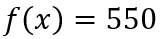 f(x) = 550